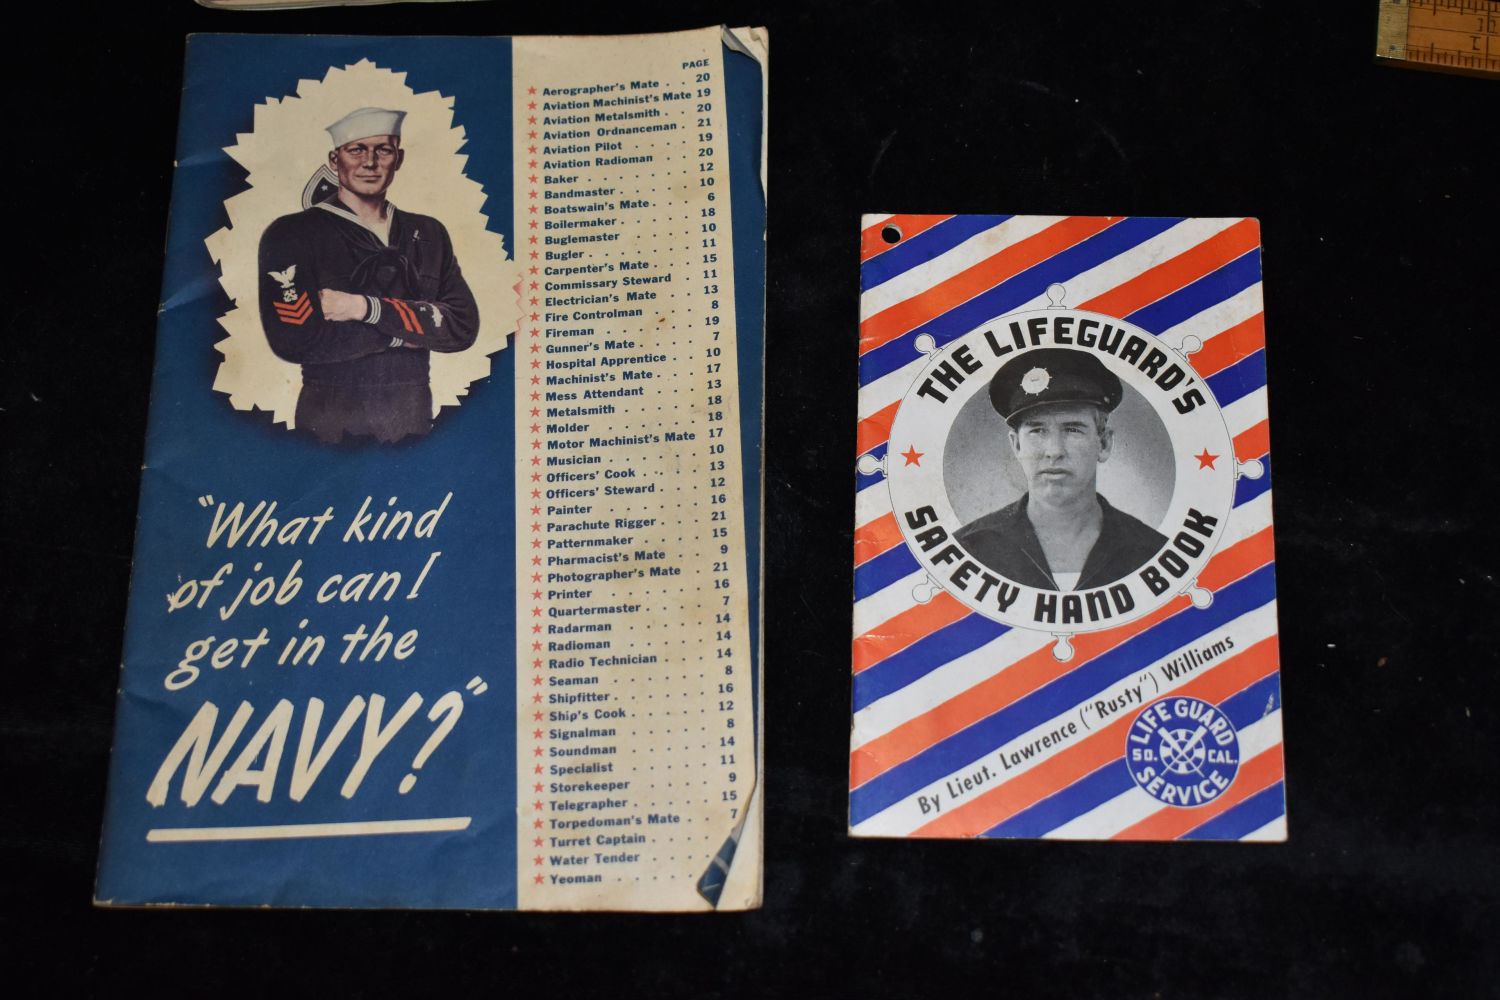 "What kind
of job can I
get in the
NAVY?"
PAGE
★ Aerographer's Mate . . 20
★ Aviation Machinist's Mate 19
★ Aviation Metalsmith . . 20
★ Aviation Ordnanceman . 21
★ Aviation Pilot . . . . 19
★ Aviation Radioman . . 20
★ Baker . . . . . . . 12
★ Bandmaster . . . . . 10
★ Boatswain's Mate . . . 6
★ Boilermaker . . . . . 18
★ Buglemaster . . . . 10
★ Bugler . . . . . . . 11
★ Carpenter's Mate . . . 15
★ Commissary Steward . 11
★ Electrician's Mate . . 13
★ Fire Controlman . . . 8
★ Fireman . . . . . . 19
★ Gunner's Mate . . . . 7
★ Hospital Apprentice . . 10
★ Machinist's Mate . . . 17
★ Mess Attendant . . . 13
★ Metalsmith . . . . . 18
★ Molder . . . . . . 18
★ Motor Machinist's Mate 17
★ Musician . . . . . 10
★ Officers' Cook . . . . 13
★ Officers' Steward . . . 12
★ Painter . . . . . . 16
★ Parachute Rigger . . . 21
★ Patternmaker . . . . 15
★ Pharmacist's Mate . . 9
★ Photographer's Mate . 21
★ Printer . . . . . . 16
★ Quartermaster . . . . 7
★ Radarman . . . . . 14
★ Radioman . . . . . 14
★ Radio Technician . . . 14
★ Seaman . . . . . . 8
★ Shipfitter . . . . . 16
★ Ship's Cook . . . . . 12
★ Signalman . . . . . 8
★ Soundman . . . . . 14
★ Specialist . . . . . 11
★ Storekeeper . . . . 9
★ Telegrapher . . . . . 15
★ Torpedoman's Mate . . 7
★ Turret Captain . . . .
★ Water Tender . . . .
★ Yeoman . . . . .
THE LIFEGUARD'S
SAFETY HAND BOOK
By Lieut. Lawrence ("Rusty") Williams
LIFE GUARD
SO. CAL.
SERVICE